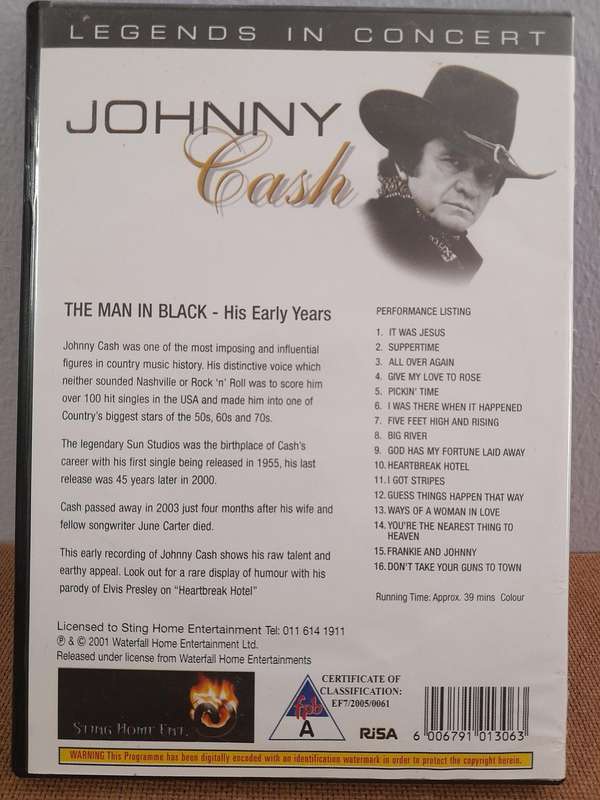 LEGENDS IN CONCERT
JOHNNY
Cash
THE MAN IN BLACK - His Early Years
Johnny Cash was one of the most imposing and influential
figures in country music history. His distinctive voice which
neither sounded Nashville or Rock 'n' Roll was to score him
over 100 hit singles in the USA and made him into one of
Country's biggest stars of the 50s, 60s and 70s.
The legendary Sun Studios was the birthplace of Cash's
career with his first single being released in 1955, his last
release was 45 years later in 2000.
Cash passed away in 2003 just four months after his wife and
fellow songwriter June Carter died.
This early recording of Johnny Cash shows his raw talent and
earthy appeal. Look out for a rare display of humour with his
parody of Elvis Presley on "Heartbreak Hotel"
PERFORMANCE LISTING
1. IT WAS JESUS
2. SUPPERTIME
3. ALL OVER AGAIN
4. GIVE MY LOVE TO ROSE
5. PICKIN' TIME
6. I WAS THERE WHEN IT HAPPENED
7. FIVE FEET HIGH AND RISING
8. BIG RIVER
9. GOD HAS MY FORTUNE LAID AWAY
10. HEARTBREAK HOTEL
11. I GOT STRIPES
12. GUESS THINGS HAPPEN THAT WAY
13. WAYS OF A WOMAN IN LOVE
14. YOU'RE THE NEAREST THING TO
HEAVEN
15. FRANKIE AND JOHNNY
16. DON'T TAKE YOUR GUNS TO TOWN
Running Time: Approx. 39 mins Colour
Licensed to Sting Home Entertainment Tel: 011 614 1911
℗ & © 2001 Waterfall Home Entertainment Ltd.
Released under license from Waterfall Home Entertainments
STING HOME ENT.
fpb
A
CERTIFICATE OF
CLASSIFICATION:
EF7/2005/0061
RiSA
6 006791 013063
WARNING This Programme has been digitally encoded with an identification watermark in order to protect the copyright herein.